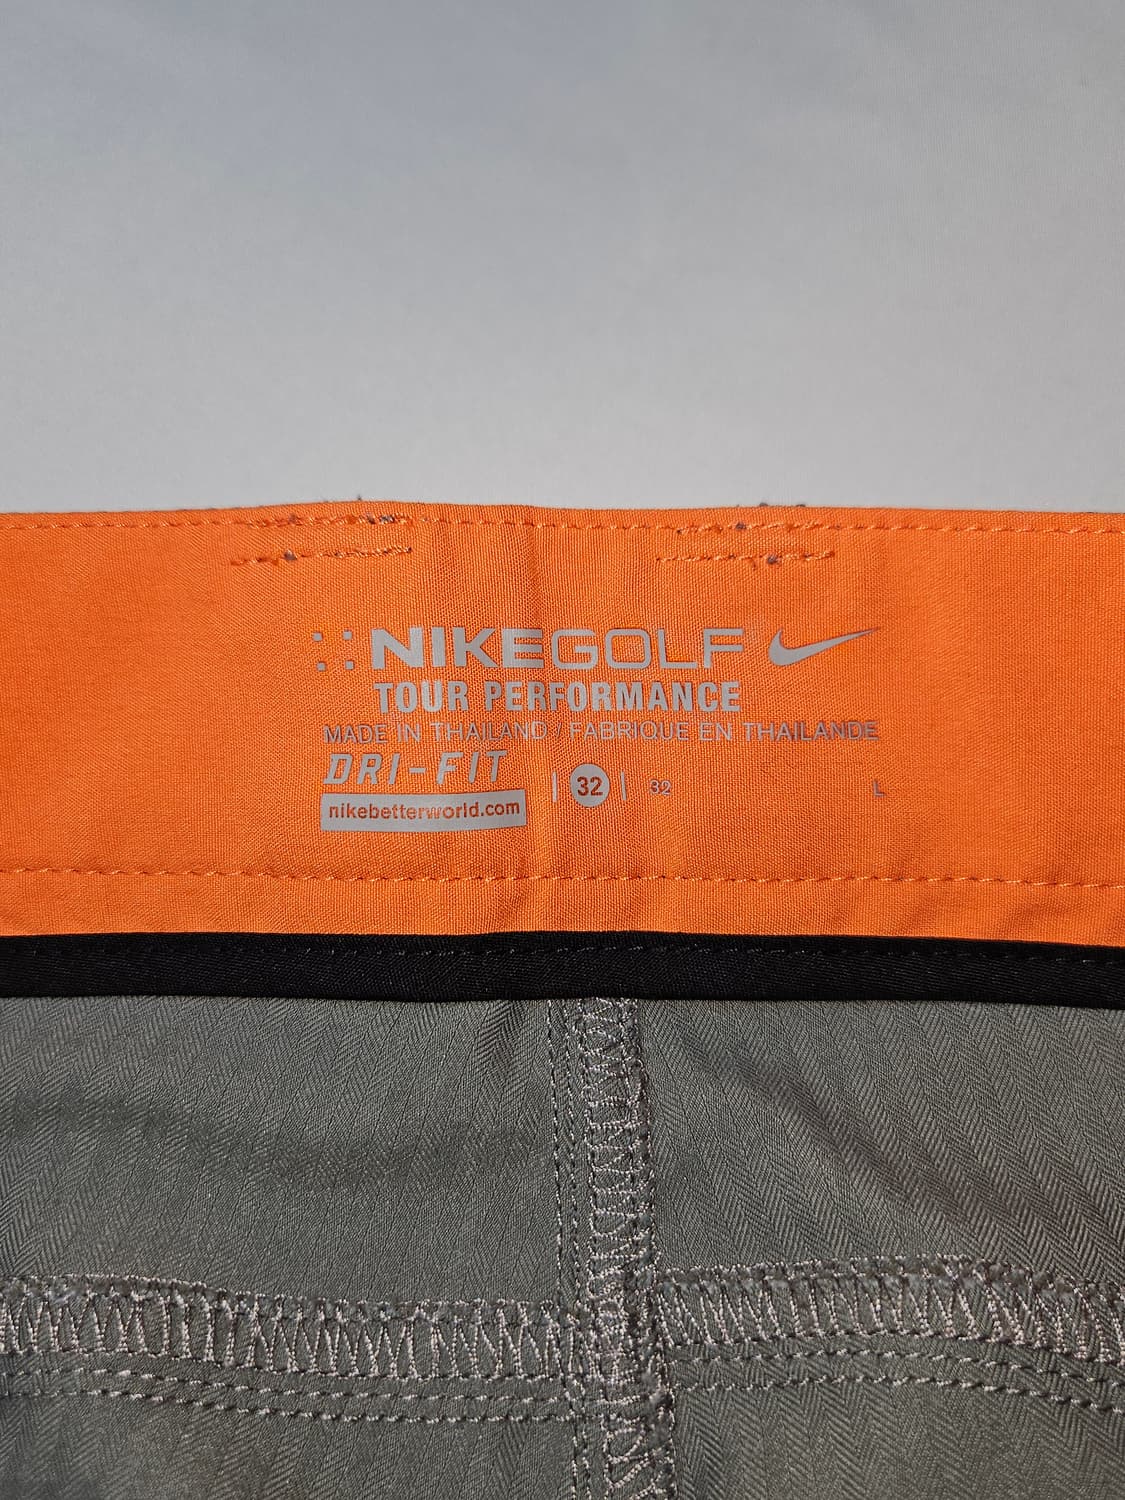 NIKEGOLF
TOUR PERFORMANCE
MADE IN THAILAND / FABRIQUE EN THAILANDE
DRI-FIT
nikebetterworld.com
| 32 | 32 L